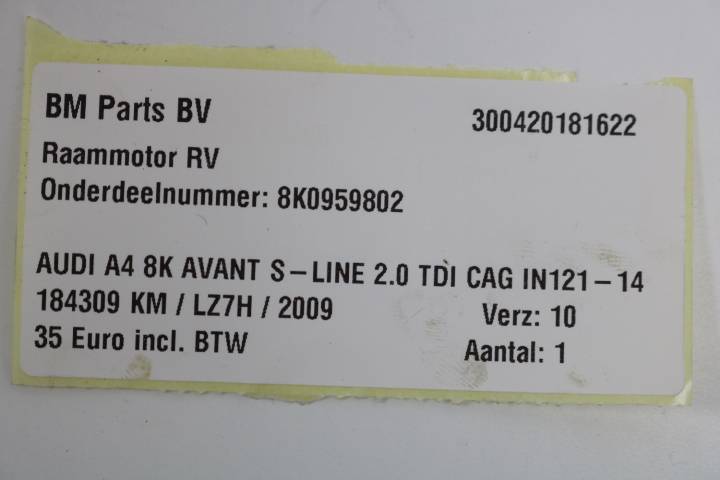 BM Parts BV 300420181622
Raammotor RV
Onderdeelnummer: 8K0959802
AUDI A4 8K AVANT S-LINE 2.0 TDI CAG IN121-14
184309 KM / LZ7H / 2009 Verz: 10
35 Euro incl. BTW Aantal: 1